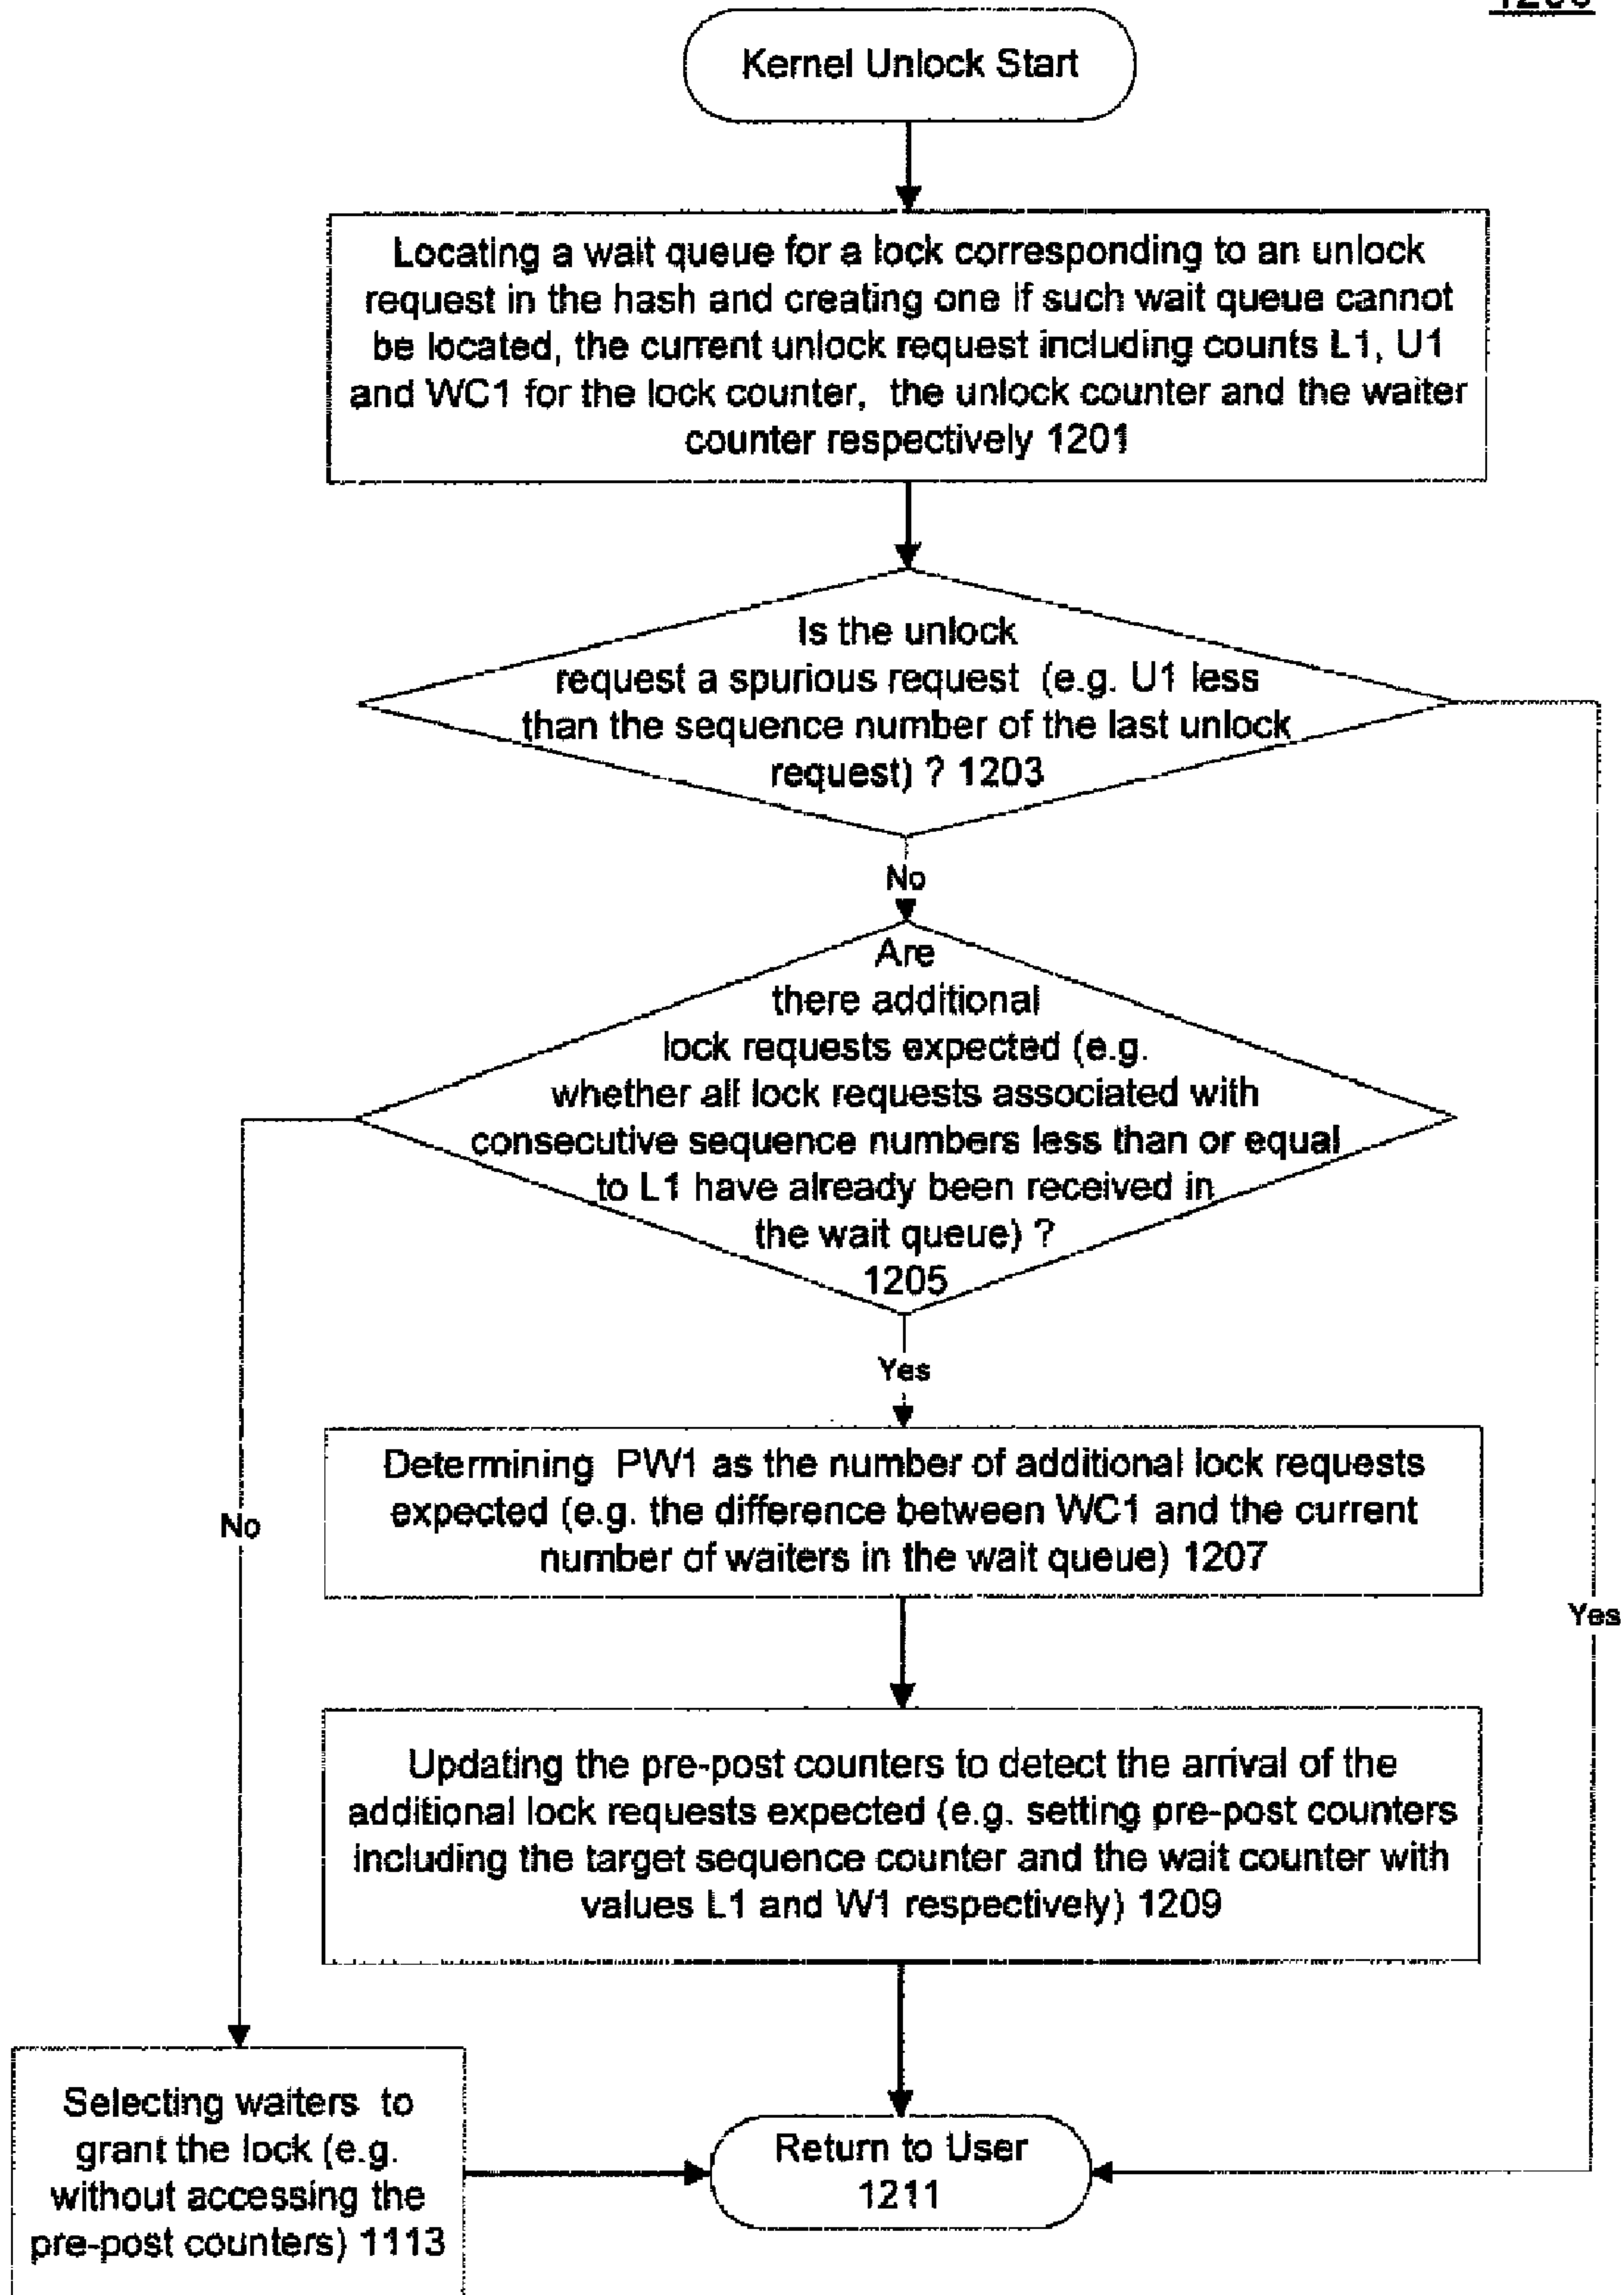 Kernel Unlock Start
Locating a wait queue for a lock corresponding to an unlock
request in the hash and creating one if such wait queue cannot
be located, the current unlock request including counts L1, U1
and WC1 for the lock counter, the unlock counter and the waiter
counter respectively 1201
Is the unlock
request a spurious request (e.g. U1 less
than the sequence number of the last unlock
request) ? 1203
No
Are
there additional
lock requests expected (e.g.
whether all lock requests associated with
consecutive sequence numbers less than or equal
to L1 have already been received in
the wait queue) ?
1205
Yes
Determining PW1 as the number of additional lock requests
expected (e.g. the difference between WC1 and the current
number of waiters in the wait queue) 1207
No
Yes
Updating the pre-post counters to detect the arrival of the
additional lock requests expected (e.g. setting pre-post counters
including the target sequence counter and the wait counter with
values L1 and W1 respectively) 1209
Selecting waiters to
grant the lock (e.g.
without accessing the
pre-post counters) 1113
Return to User
1211